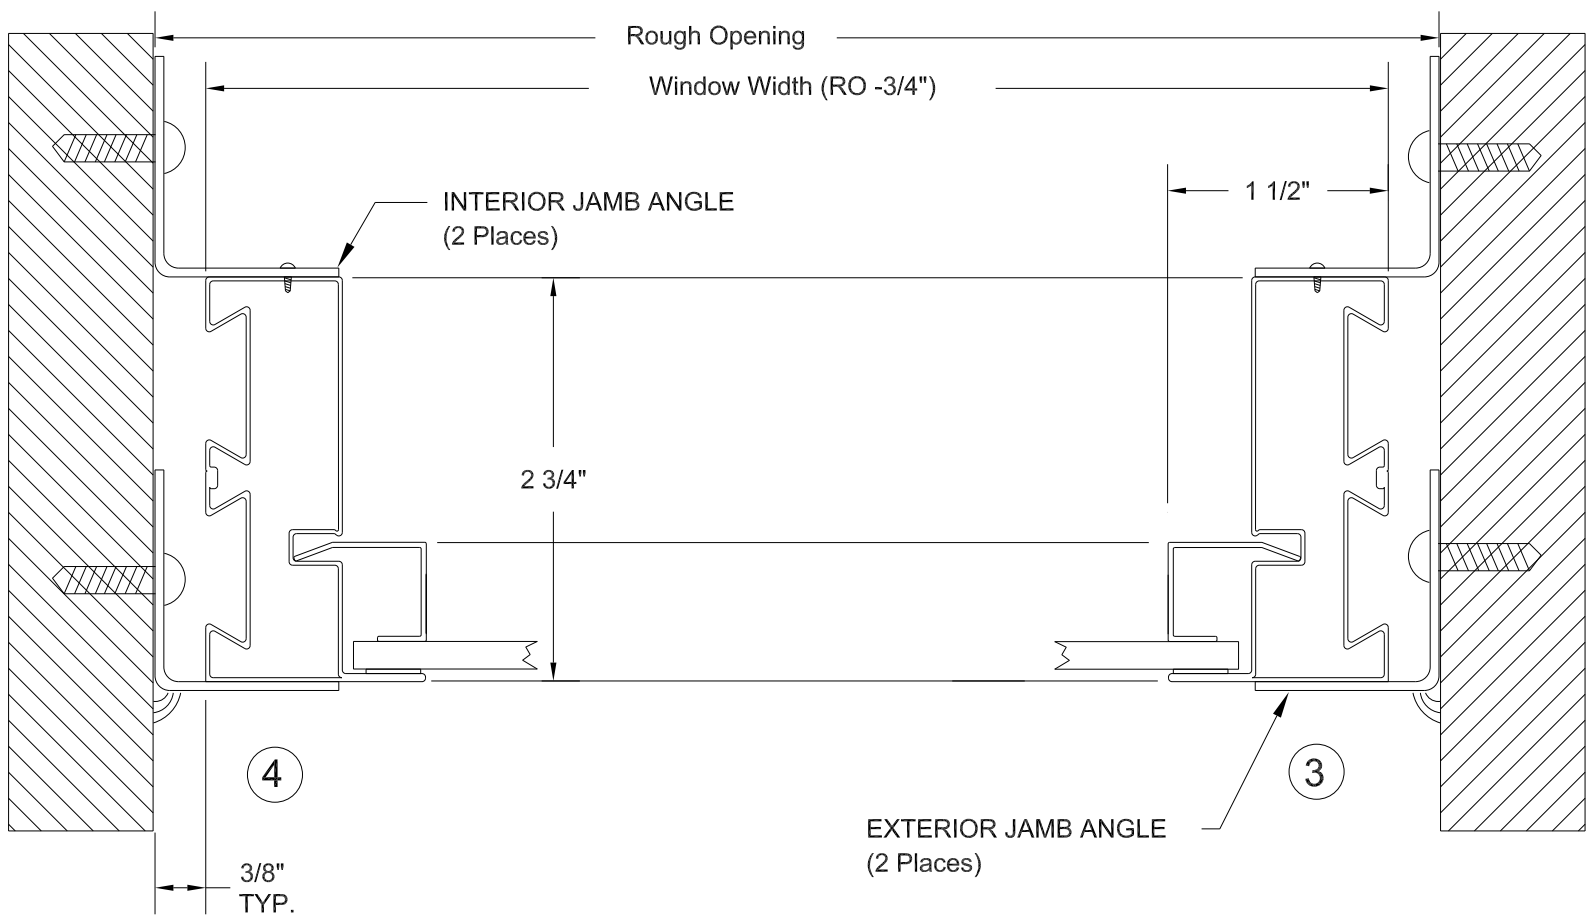 Rough Opening
Window Width (RO -3/4")
1 1/2"
INTERIOR JAMB ANGLE
(2 Places)
2 3/4"
4
3
EXTERIOR JAMB ANGLE
(2 Places)
3/8"
TYP.